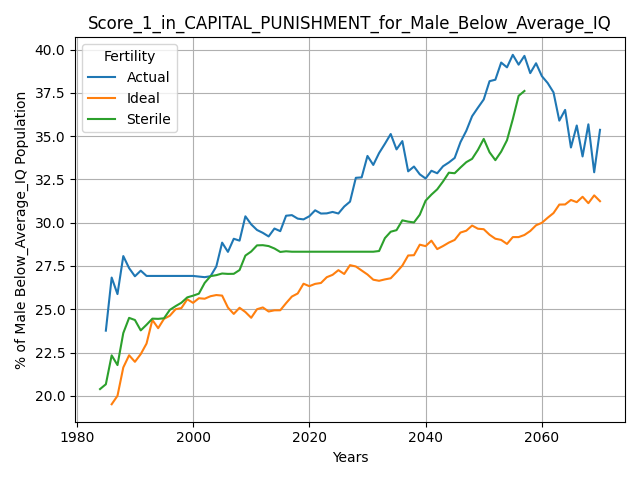 Score_1_in_CAPITAL_PUNISHMENT_for_Male_Below_Average_IQ
Fertility
Actual
Ideal
Sterile
% of Male Below_Average_IQ Population
40.0
37.5
35.0
32.5
30.0
27.5
25.0
22.5
20.0
1980
2000
2020
2040
2060
Years